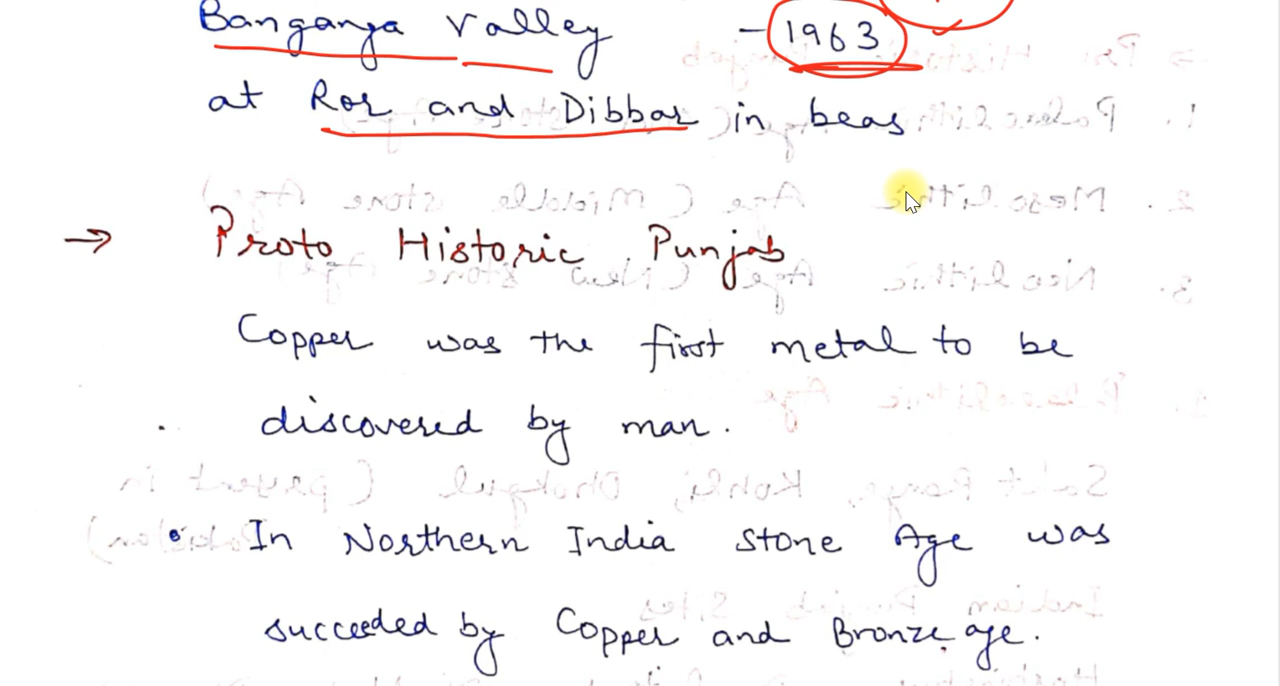 Banganga Valley - 1963
at Ror and Dibbar in beas
→ Proto Historic Punjab
Copper was the first metal to be
discovered by man.
• In Northern India Stone Age was
succeeded by Copper and Bronze age.